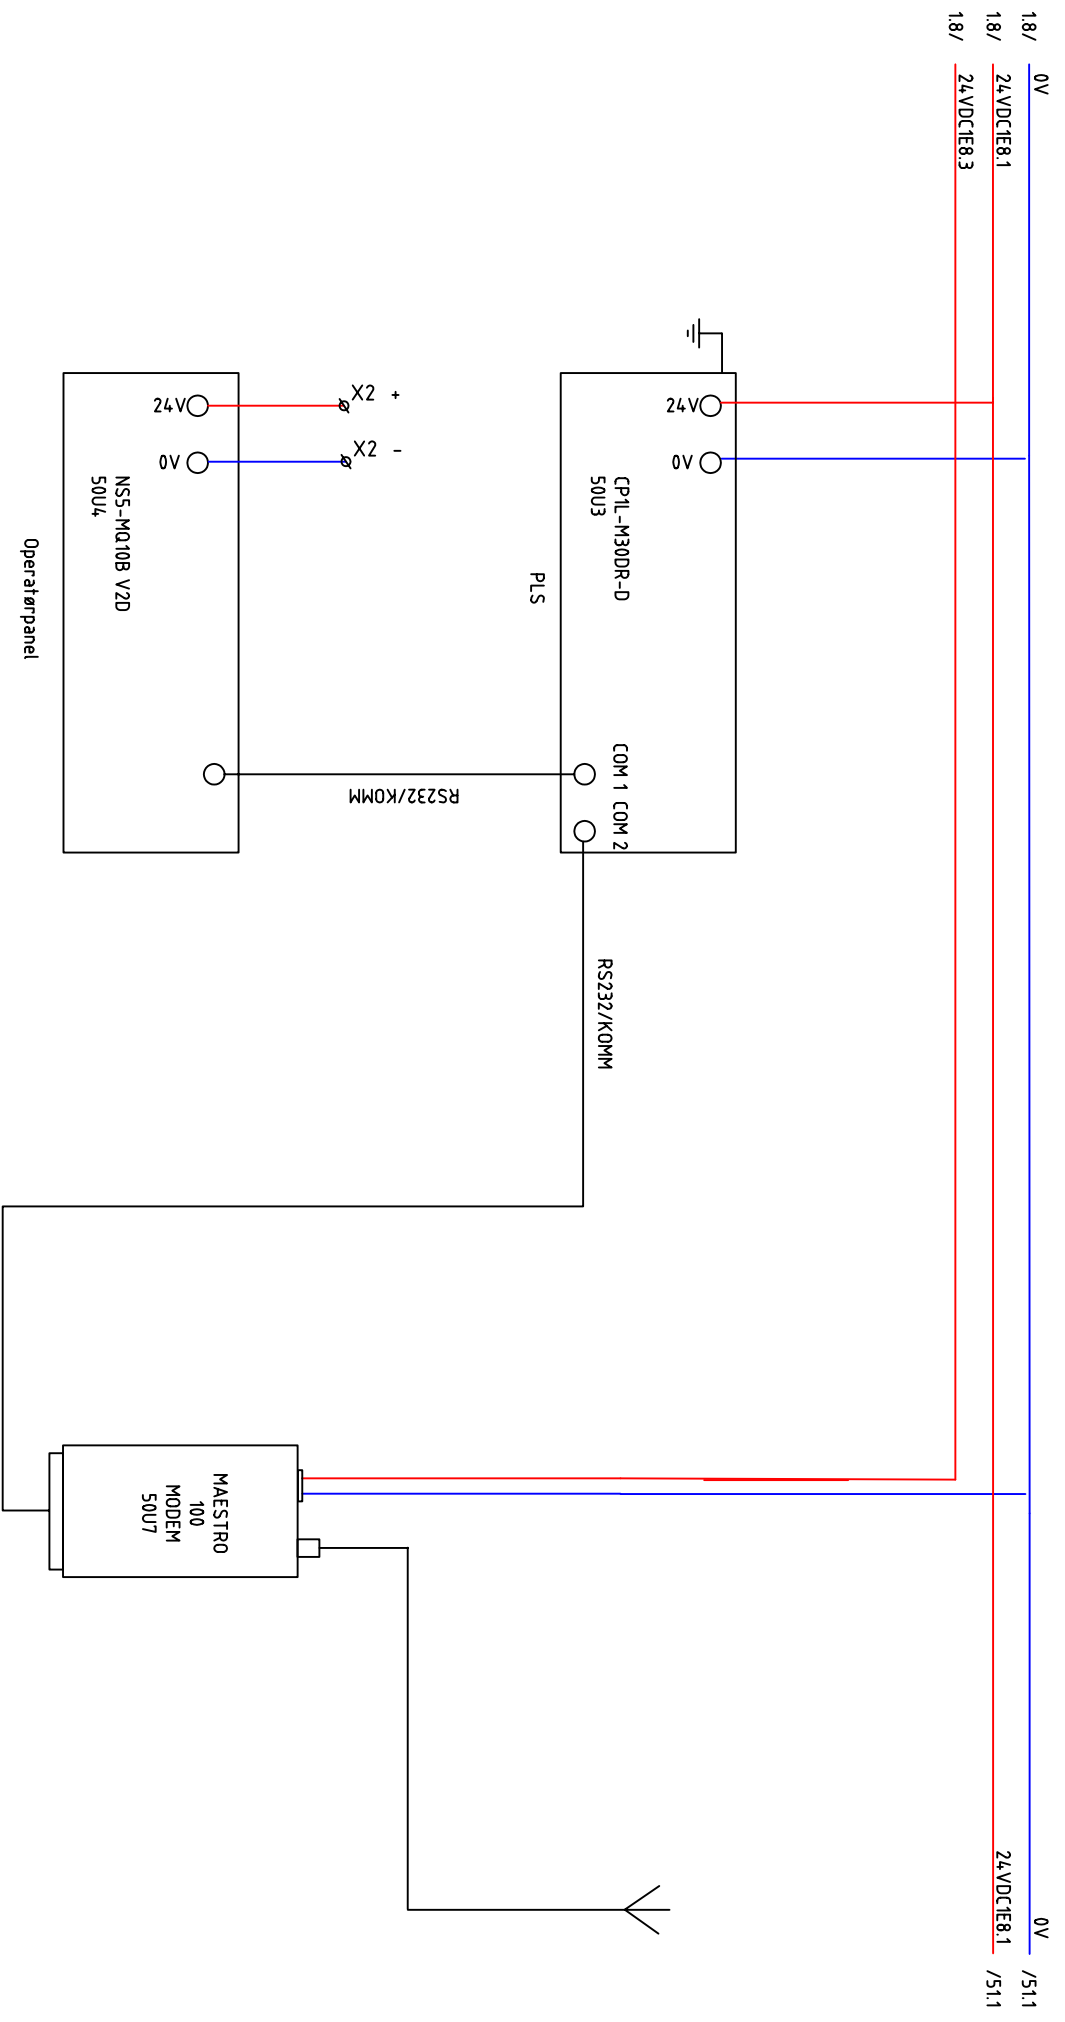 1.8/
0V
0V
/51.1
1.8/
24VDC1E8.1
24VDC1E8.1
/51.1
1.8/
24VDC1E8.3
24V
0V
CP1L-M30DR-D
50U3
COM 1 COM 2
PLS
RS232/KOMM
X2 +
X2 -
RS232/KOMM
24V
0V
NS5-MQ10B V2D
50U4
Operatørpanel
MAESTRO
100
MODEM
50U7